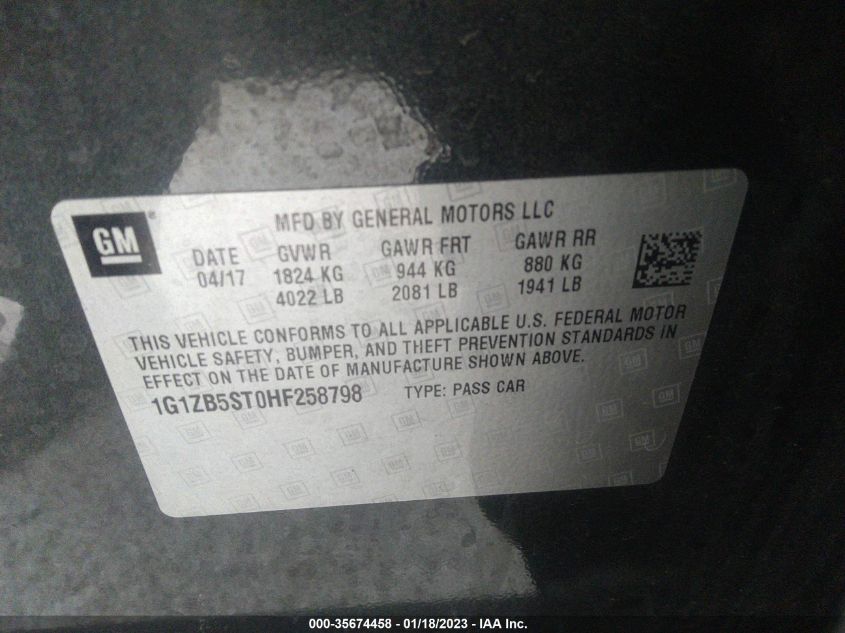 GM
MFD BY GENERAL MOTORS LLC
DATE GVWR GAWR FRT GAWR RR
04/17 1824 KG 944 KG 880 KG
4022 LB 2081 LB 1941 LB
THIS VEHICLE CONFORMS TO ALL APPLICABLE U.S. FEDERAL MOTOR
VEHICLE SAFETY, BUMPER, AND THEFT PREVENTION STANDARDS IN
EFFECT ON THE DATE OF MANUFACTURE SHOWN ABOVE.
1G1ZB5ST0HF258798 TYPE: PASS CAR
000-35674458 - 01/18/2023 - IAA Inc.